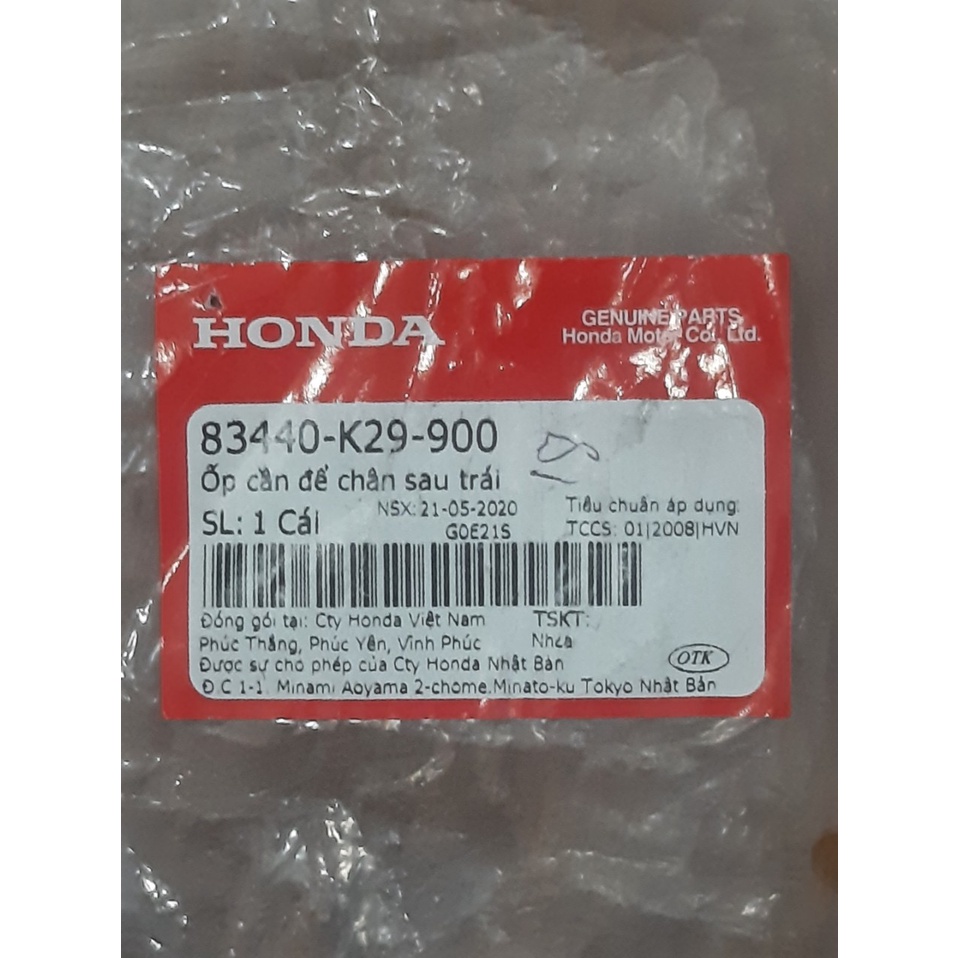 HONDA
GENUINE PARTS
Honda Motor Co., Ltd.
83440-K29-900
Ốp cần để chân sau trái
SL: 1 Cái
NSX: 21-05-2020
G0E21S
Tiêu chuẩn áp dụng:
TCCS: 01|2008|HVN
Đóng gói tại: Cty Honda Việt Nam
Phúc Thắng, Phúc Yên, Vĩnh Phúc
Được sự cho phép của Cty Honda Nhật Bản
Đ.C 1-1, Minami Aoyama 2-chome,Minato-ku Tokyo Nhật Bản
TSKT:
OTK